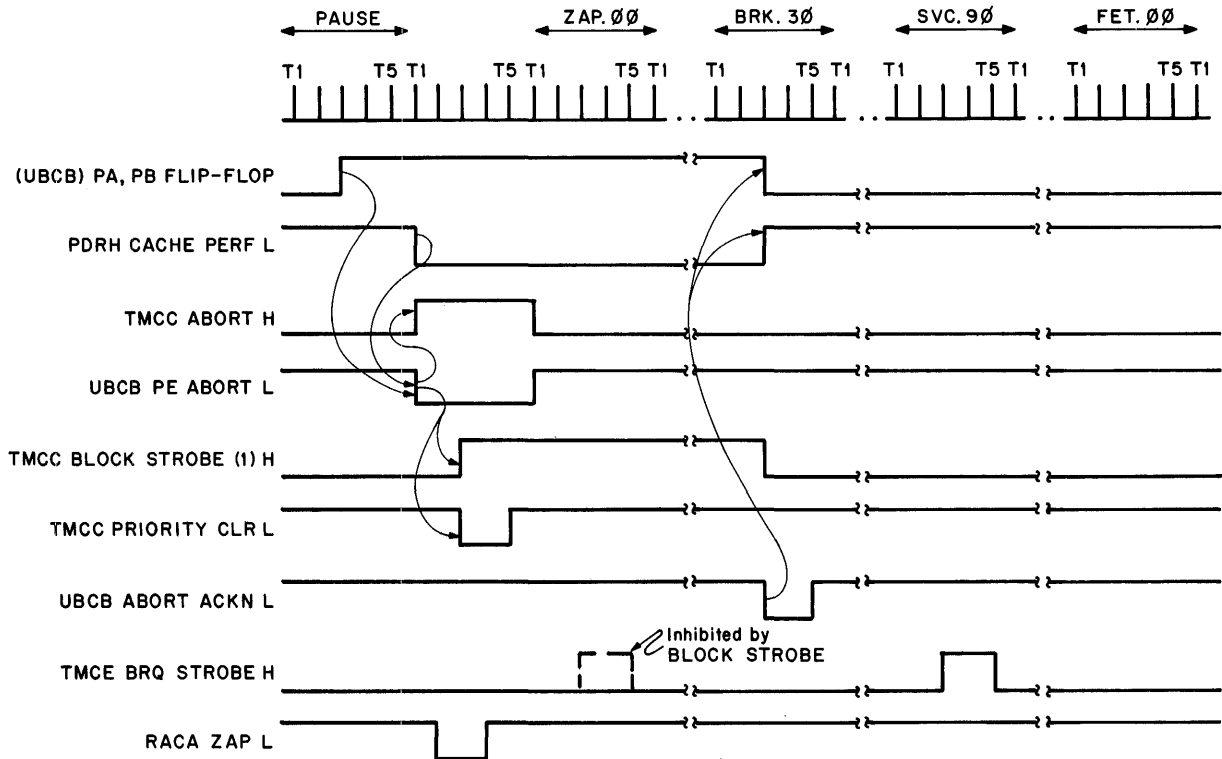 PAUSE ZAP.ØØ BRK.3Ø SVC.9Ø FET.ØØ
T1 T5 T1 T5 T1 T5 T1 T1 T5 T1 T1 T5 T1 T1 T5 T1
(UBCB) PA, PB FLIP-FLOP
PDRH CACHE PERF L
TMCC ABORT H
UBCB PE ABORT L
TMCC BLOCK STROBE (1) H
TMCC PRIORITY CLR L
UBCB ABORT ACKN L
Inhibited by
BLOCK STROBE
TMCE BRQ STROBE H
RACA ZAP L